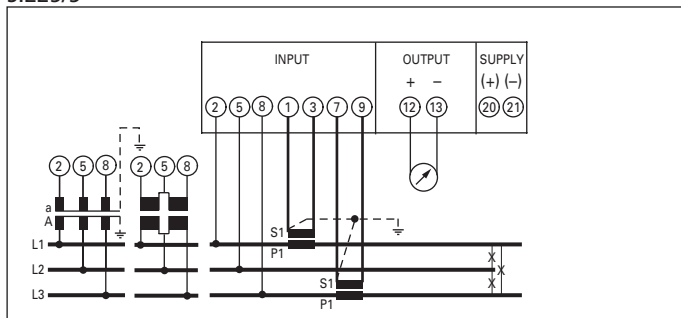 INPUT OUTPUT SUPPLY
+ − (+) (−)
2 5 8 1 3 7 9 12 13 20 21
2 5 8 2 5 8
a
A
S1
L1
P1
L2
S1
L3
P1